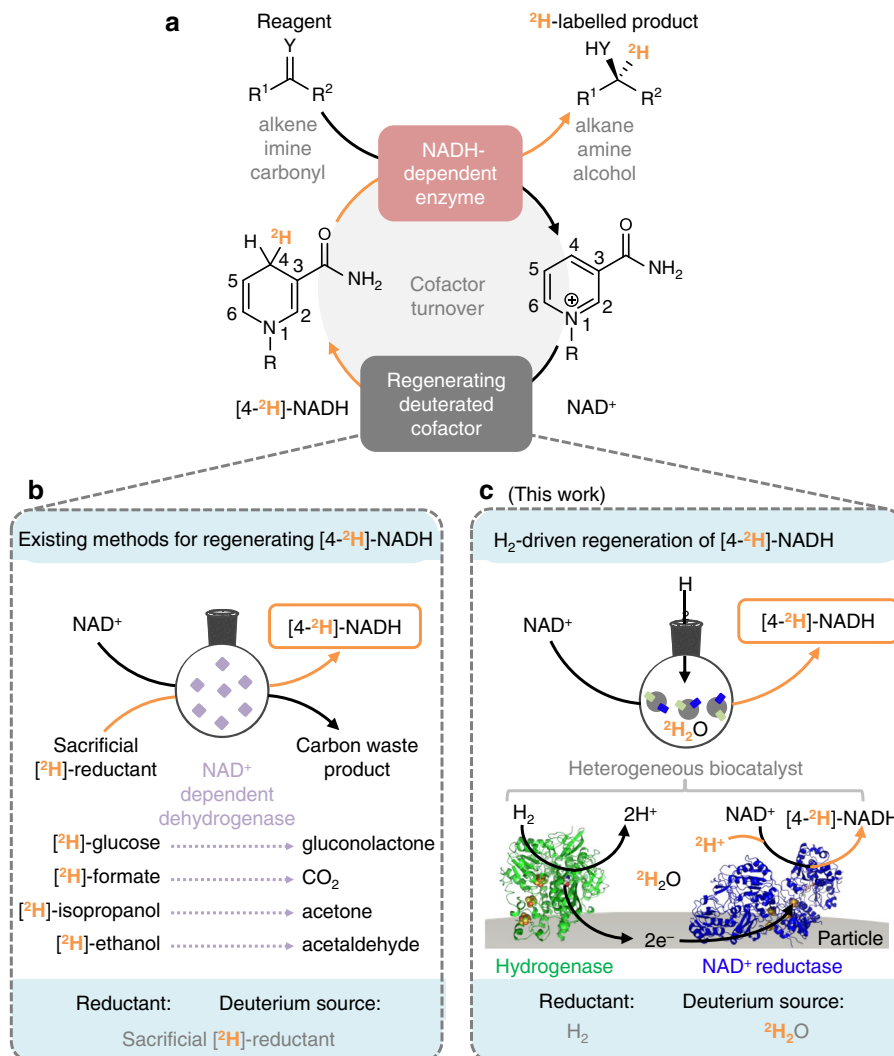 a
Reagent
²H-labelled product
Y
R¹ R²
HY ²H
R¹ R²
alkene
imine
carbonyl
NADH-
dependent
enzyme
alkane
amine
alcohol
H ²H
O
4
3
NH₂
5
6
2
1
N
R
Cofactor
turnover
O
4
3
NH₂
5
6
2
1
N
+
R
[4-²H]-NADH
Regenerating
deuterated
cofactor
NAD⁺
b
Existing methods for regenerating [4-²H]-NADH
NAD⁺
[4-²H]-NADH
Sacrificial
[²H]-reductant
Carbon waste
product
NAD⁺
dependent
dehydrogenase
[²H]-glucose gluconolactone
[²H]-formate CO₂
[²H]-isopropanol acetone
[²H]-ethanol acetaldehyde
Reductant: Deuterium source:
Sacrificial [²H]-reductant
c (This work)
H₂-driven regeneration of [4-²H]-NADH
H
2
NAD⁺
[4-²H]-NADH
²H₂O
Heterogeneous biocatalyst
H₂ 2H⁺ NAD⁺ [4-²H]-NADH
²H⁺
²H₂O
2e⁻
Particle
Hydrogenase NAD⁺ reductase
Reductant: Deuterium source:
H₂ ²H₂O